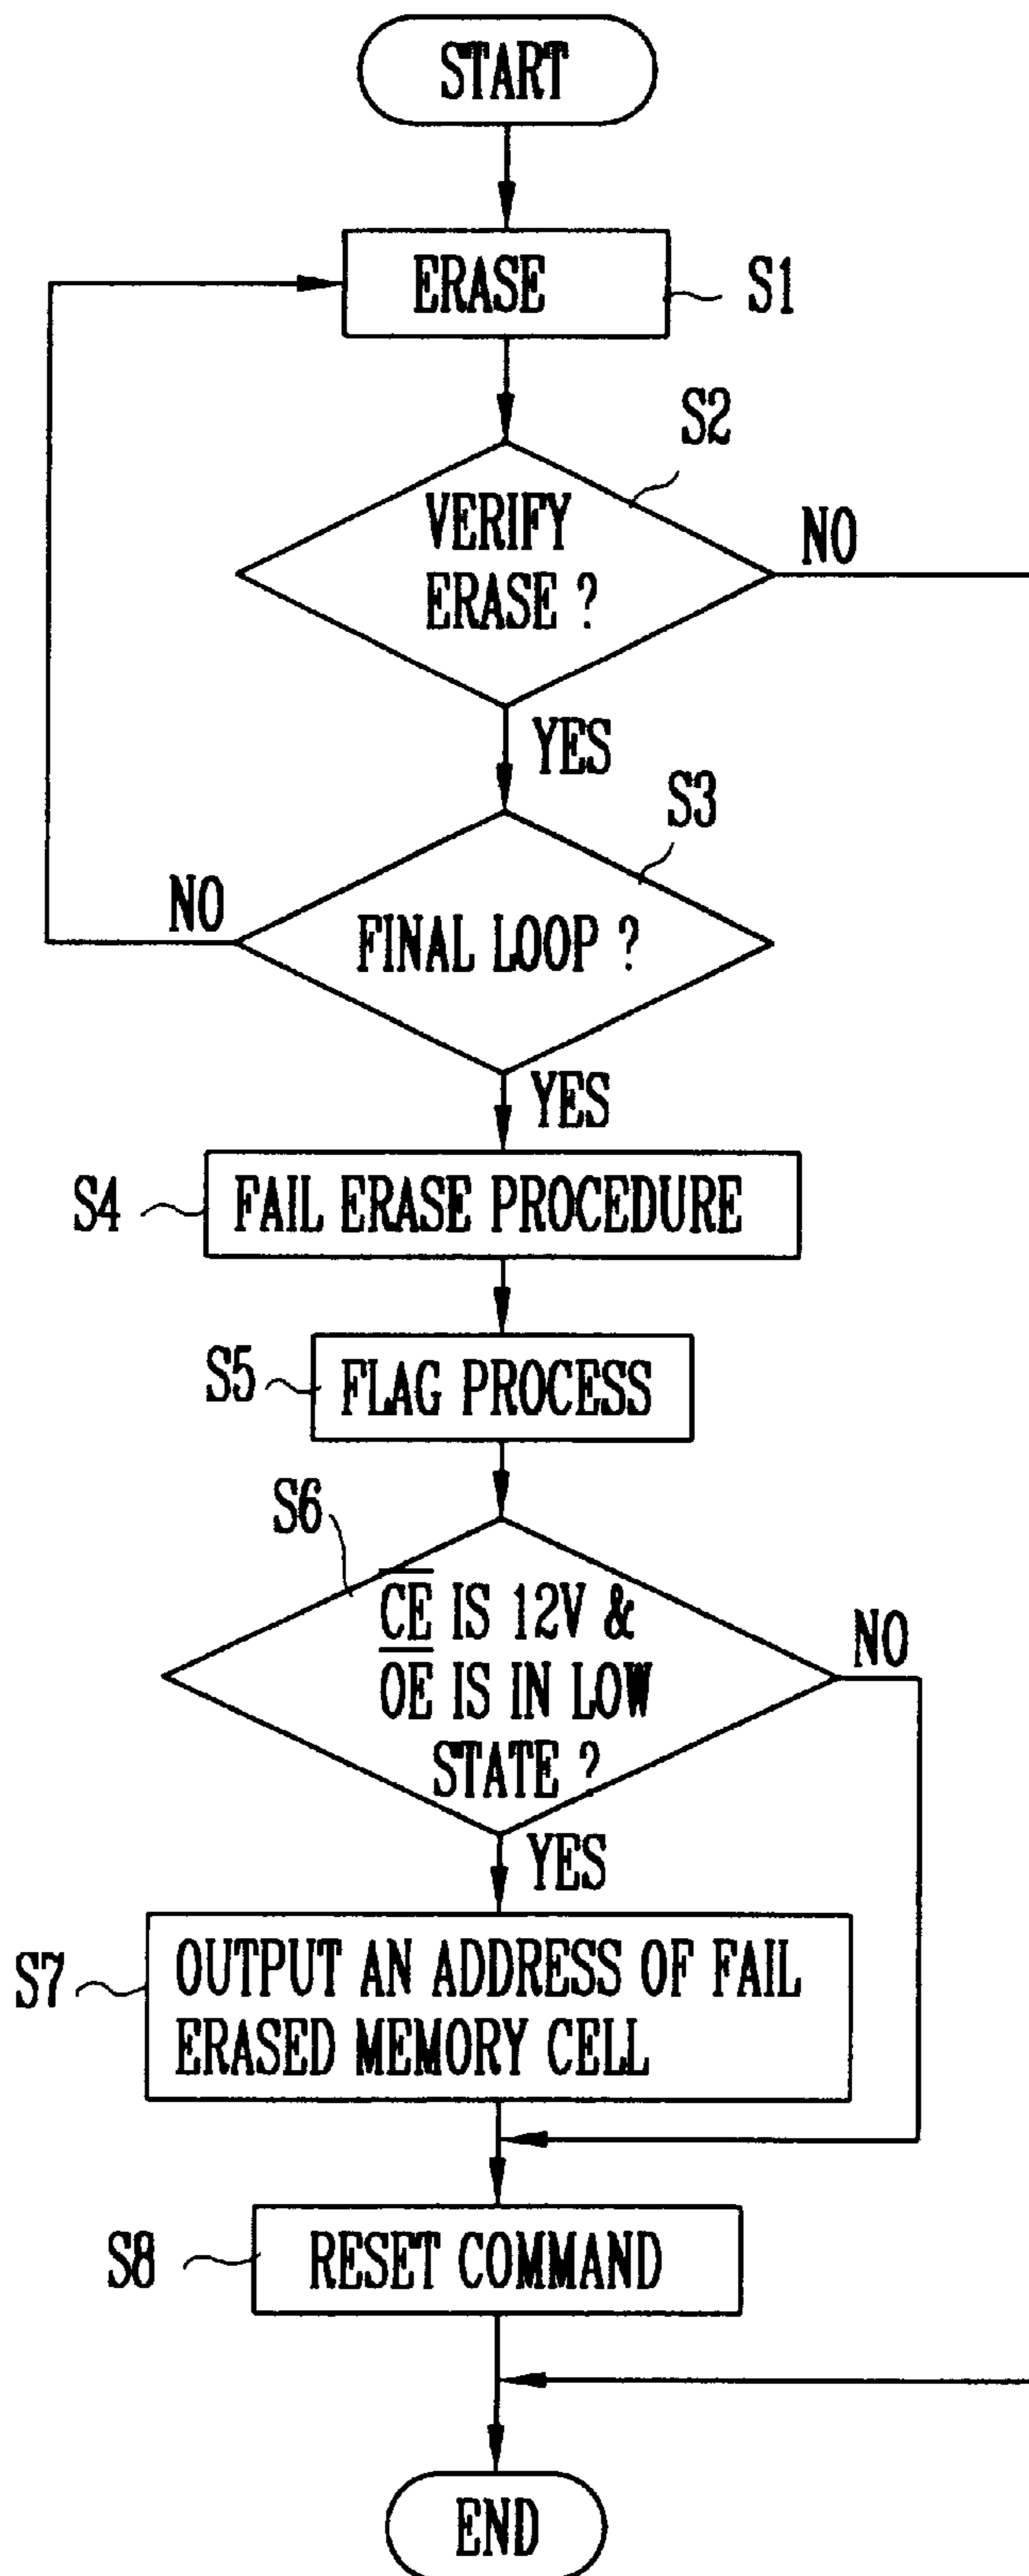 START
ERASE
S1
S2
VERIFY
ERASE ?
NO
YES
S3
NO
FINAL LOOP ?
YES
S4
FAIL ERASE PROCEDURE
S5
FLAG PROCESS
S6
C̅E̅ IS 12V &
O̅E̅ IS IN LOW
STATE ?
NO
YES
S7
OUTPUT AN ADDRESS OF FAIL
ERASED MEMORY CELL
S8
RESET COMMAND
END